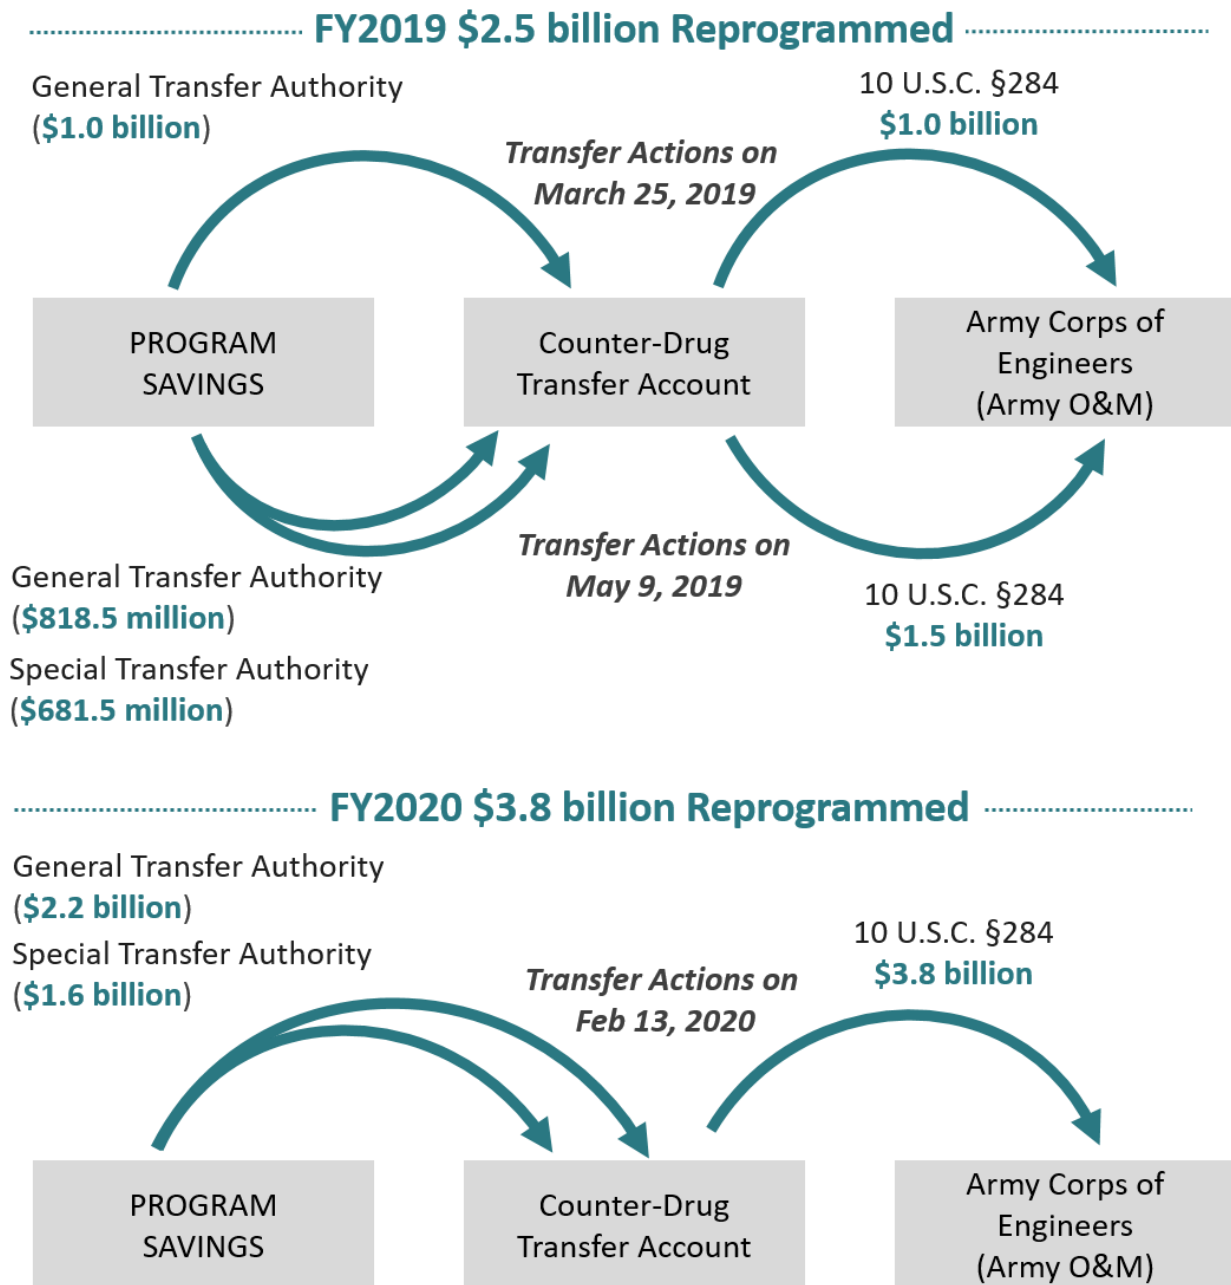 FY2019 $2.5 billion Reprogrammed
General Transfer Authority
($1.0 billion)
10 U.S.C. §284
$1.0 billion
Transfer Actions on
March 25, 2019
PROGRAM
SAVINGS
Counter-Drug
Transfer Account
Army Corps of
Engineers
(Army O&M)
Transfer Actions on
May 9, 2019
General Transfer Authority
($818.5 million)
Special Transfer Authority
($681.5 million)
10 U.S.C. §284
$1.5 billion
FY2020 $3.8 billion Reprogrammed
General Transfer Authority
($2.2 billion)
Special Transfer Authority
($1.6 billion)
Transfer Actions on
Feb 13, 2020
10 U.S.C. §284
$3.8 billion
PROGRAM
SAVINGS
Counter-Drug
Transfer Account
Army Corps of
Engineers
(Army O&M)